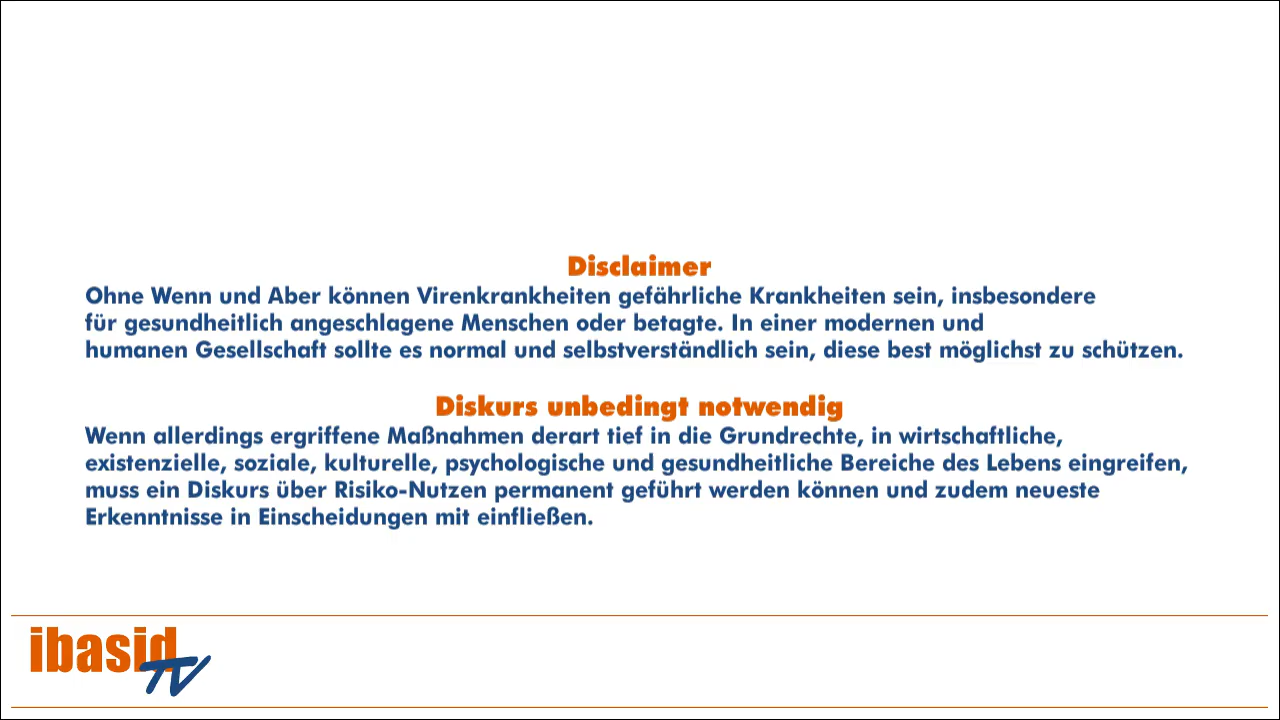 Disclaimer
Ohne Wenn und Aber können Virenkrankheiten gefährliche Krankheiten sein, insbesondere
für gesundheitlich angeschlagene Menschen oder betagte. In einer modernen und
humanen Gesellschaft sollte es normal und selbstverständlich sein, diese best möglichst zu schützen.
Diskurs unbedingt notwendig
Wenn allerdings ergriffene Maßnahmen derart tief in die Grundrechte, in wirtschaftliche,
existenzielle, soziale, kulturelle, psychologische und gesundheitliche Bereiche des Lebens eingreifen,
muss ein Diskurs über Risiko-Nutzen permanent geführt werden können und zudem neueste
Erkenntnisse in Einscheidungen mit einfließen.
ibasid TV